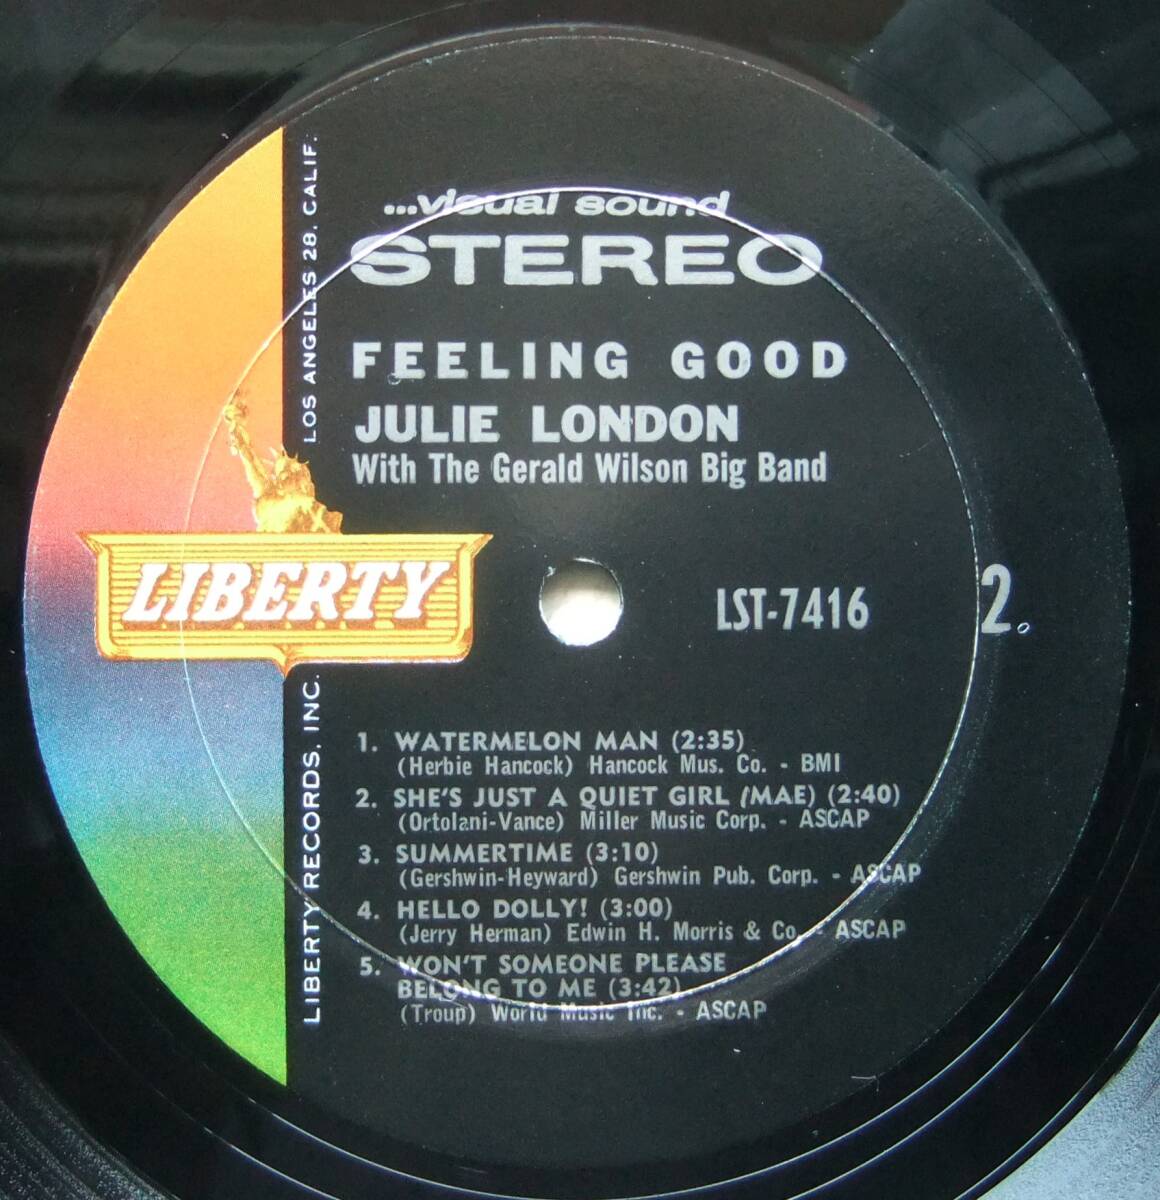 ...visual sound
STEREO
FEELING GOOD
JULIE LONDON
With The Gerald Wilson Big Band
LIBERTY
LST-7416
2.
LOS ANGELES 28, CALIF.
LIBERTY RECORDS, INC.
1. WATERMELON MAN (2:35)
(Herbie Hancock) Hancock Mus. Co. - BMI
2. SHE'S JUST A QUIET GIRL (MAE) (2:40)
(Ortolani-Vance) Miller Music Corp. - ASCAP
3. SUMMERTIME (3:10)
(Gershwin-Heyward) Gershwin Pub. Corp. - ASCAP
4. HELLO DOLLY! (3:00)
(Jerry Herman) Edwin H. Morris & Co. - ASCAP
5. WON'T SOMEONE PLEASE
BELONG TO ME (3:42)
(Troup) World Music Inc. - ASCAP